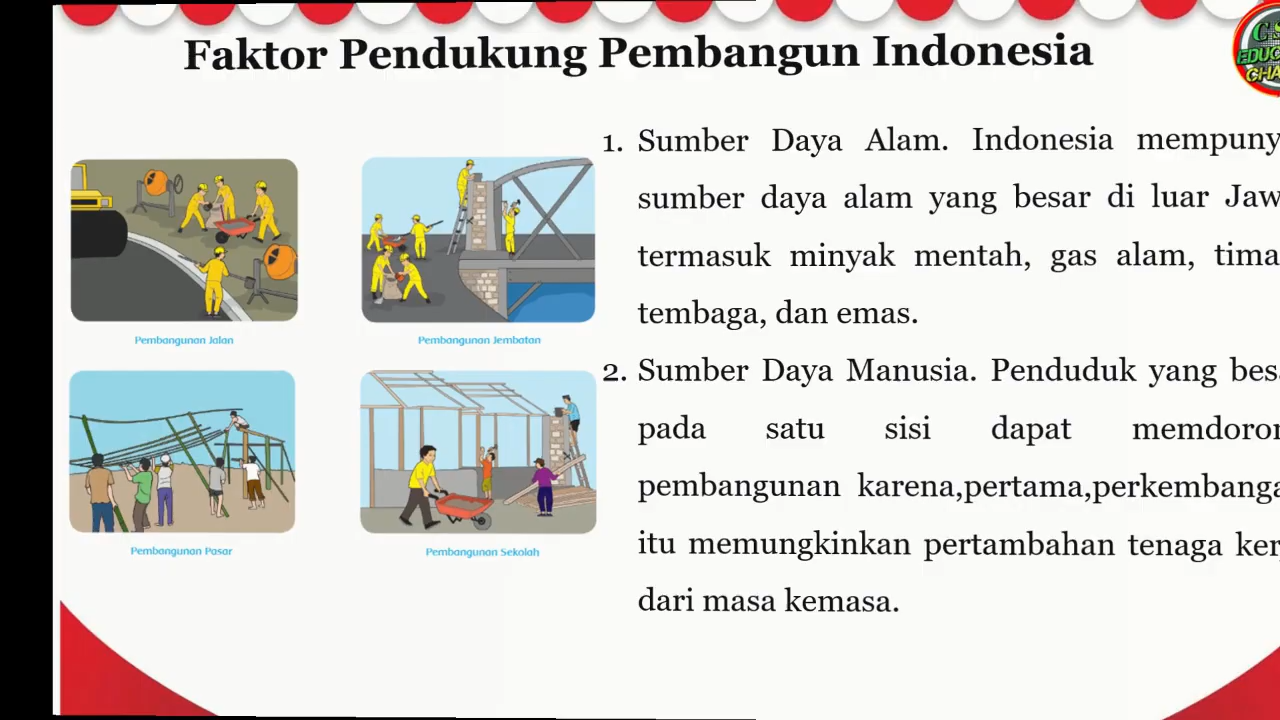 Faktor Pendukung Pembangun Indonesia
1. Sumber Daya Alam. Indonesia
sumber daya alam yang besar di luar
termasuk minyak mentah, gas alam,
tembaga, dan emas.
2. Sumber Daya Manusia. Penduduk yang
pada satu sisi dapat
pembangunan karena,pertama,
itu memungkinkan pertambahan tenaga
dari masa kemasa.
Pembangunan Jalan
Pembangunan Jembatan
Pembangunan Pasar
Pembangunan Sekolah